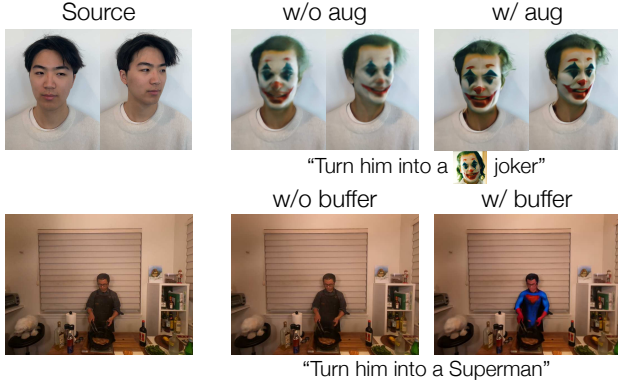 Source w/o aug w/ aug
“Turn him into a joker”
w/o buffer w/ buffer
“Turn him into a Superman”